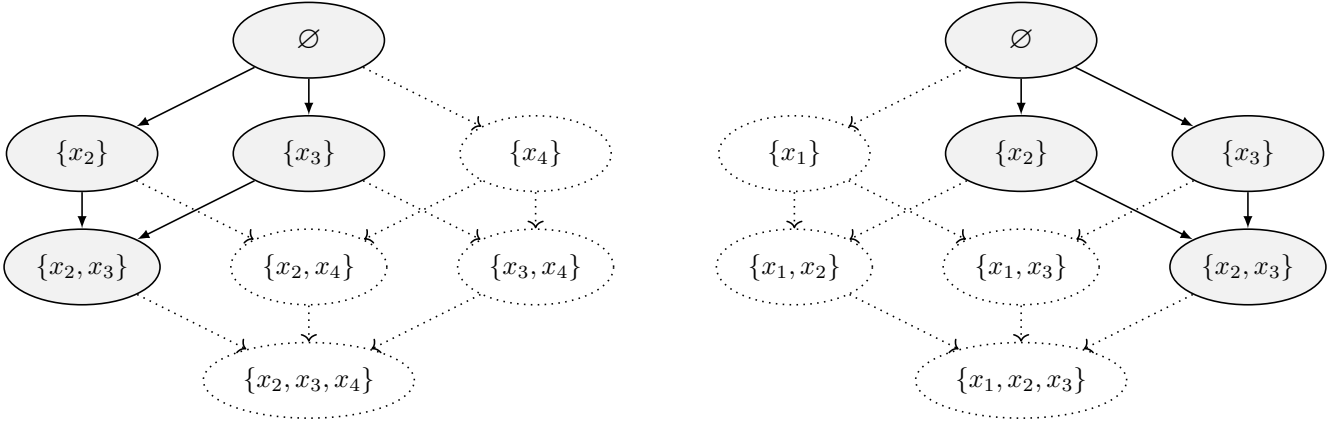 ∅ ∅
{x₂} {x₃} {x₄} {x₁} {x₂} {x₃}
{x₂, x₃} {x₂, x₄} {x₃, x₄} {x₁, x₂} {x₁, x₃} {x₂, x₃}
{x₂, x₃, x₄} {x₁, x₂, x₃}